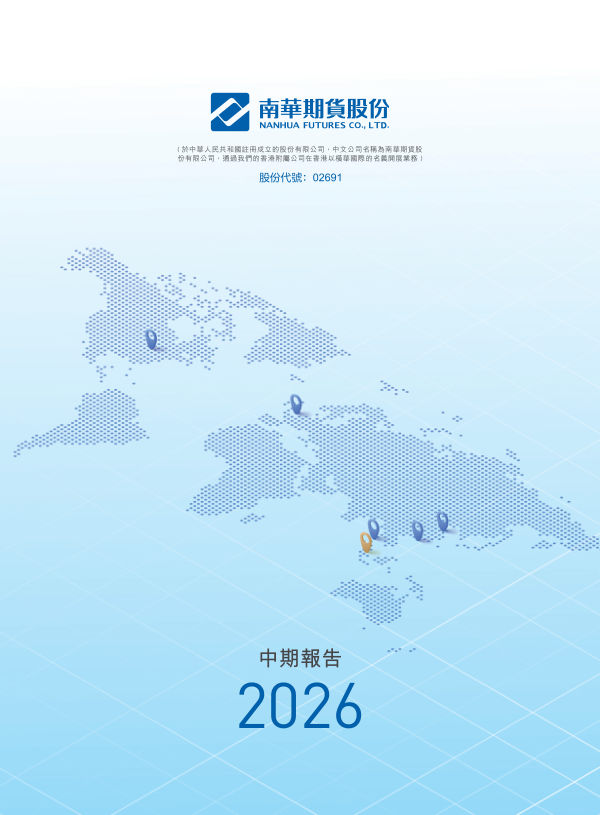 南華期貨股份
NANHUA FUTURES CO., LTD.
（於中華人民共和國註冊成立的股份有限公司，中文公司名稱為南華期貨股
份有限公司，通過我們的香港附屬公司在香港以橫華國際的名義開展業務）
股份代號：02691
中期報告
2026